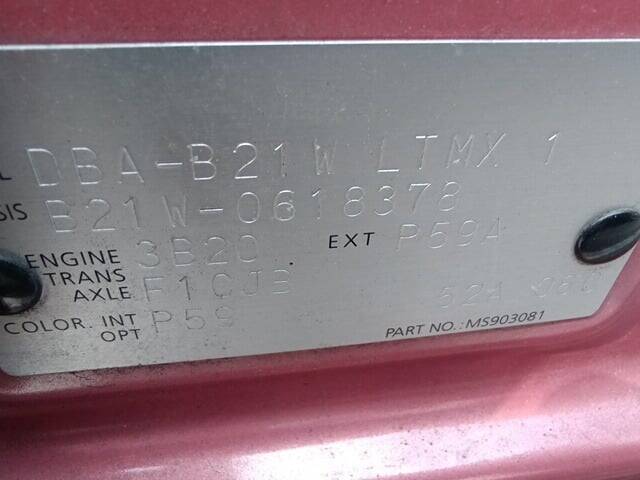 L DBA-B21W LTMX 1
SIS B21W-0618378
ENGINE 3B20 EXT P59A
TRANS
AXLE F1CJB
COLOR. INT P59
OPT
PART NO.: MS903081